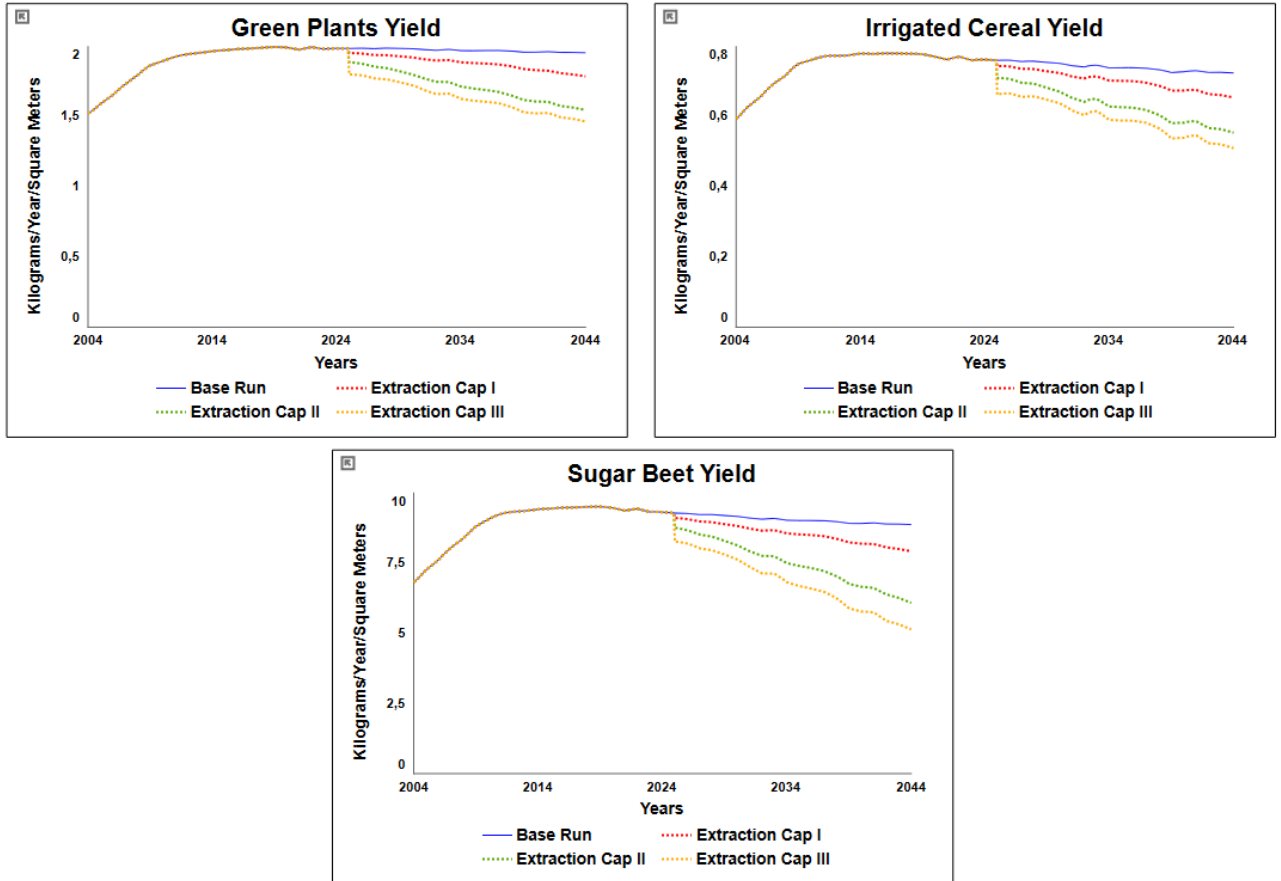 Green Plants Yield
Kilograms/Year/Square Meters
2
1,5
1
0,5
0
2004 2014 2024 2034 2044
Years
Base Run Extraction Cap I
Extraction Cap II Extraction Cap III
Irrigated Cereal Yield
Kilograms/Year/Square Meters
0,8
0,6
0,4
0,2
0
2004 2014 2024 2034 2044
Years
Base Run Extraction Cap I
Extraction Cap II Extraction Cap III
Sugar Beet Yield
Kilograms/Year/Square Meters
10
7,5
5
2,5
0
2004 2014 2024 2034 2044
Years
Base Run Extraction Cap I
Extraction Cap II Extraction Cap III